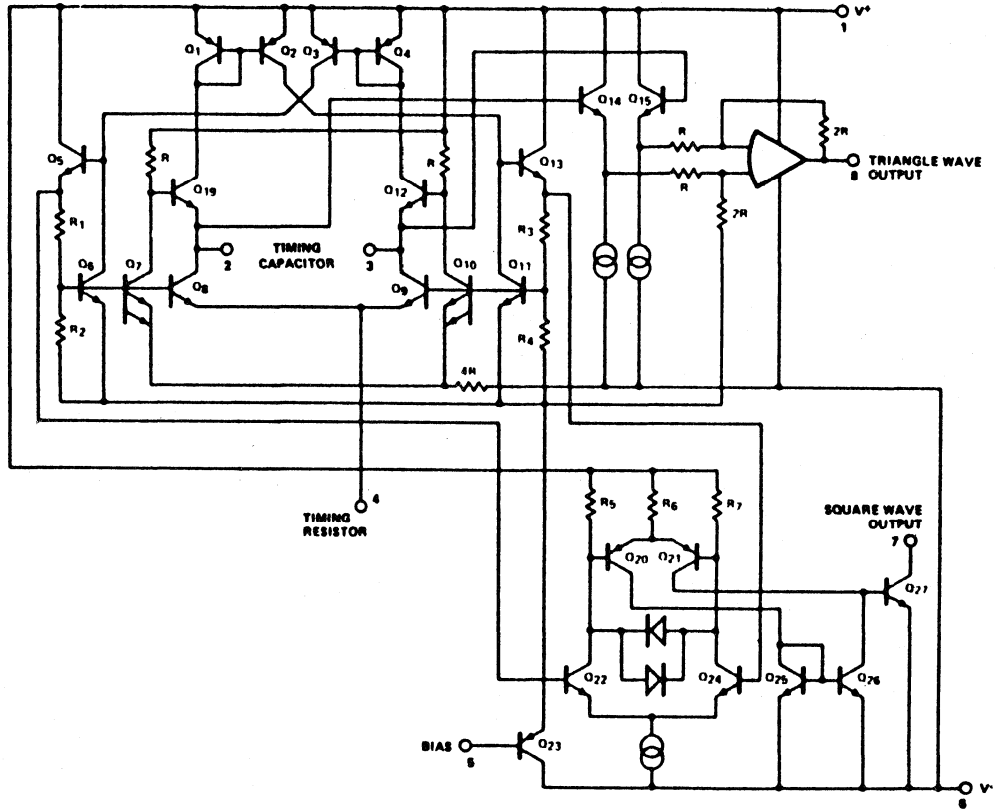 V+
1
Q1
Q2
Q3
Q4
Q14
Q15
R
2R
Q5
R
R
Q13
TRIANGLE WAVE
8 OUTPUT
Q19
Q12
R
R1
R3
2R
TIMING
CAPACITOR
2
3
Q6
Q7
Q8
Q9
Q10
Q11
R2
R4
4R
4
TIMING
RESISTOR
R5
R6
R7
SQUARE WAVE
OUTPUT
7
Q20
Q21
Q27
Q22
Q24
Q25
Q26
BIAS
5
Q23
V-
6